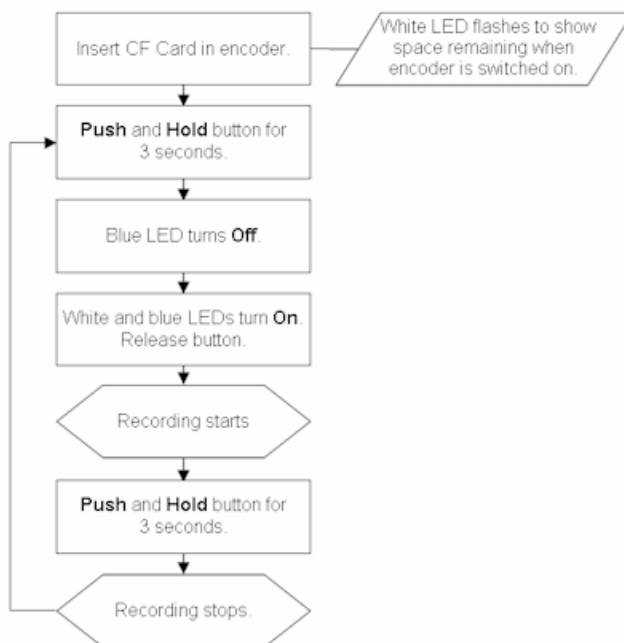 Insert CF Card in encoder.
White LED flashes to show
space remaining when
encoder is switched on.
Push and Hold button for
3 seconds.
Blue LED turns Off.
White and blue LEDs turn On.
Release button.
Recording starts
Push and Hold button for
3 seconds.
Recording stops.